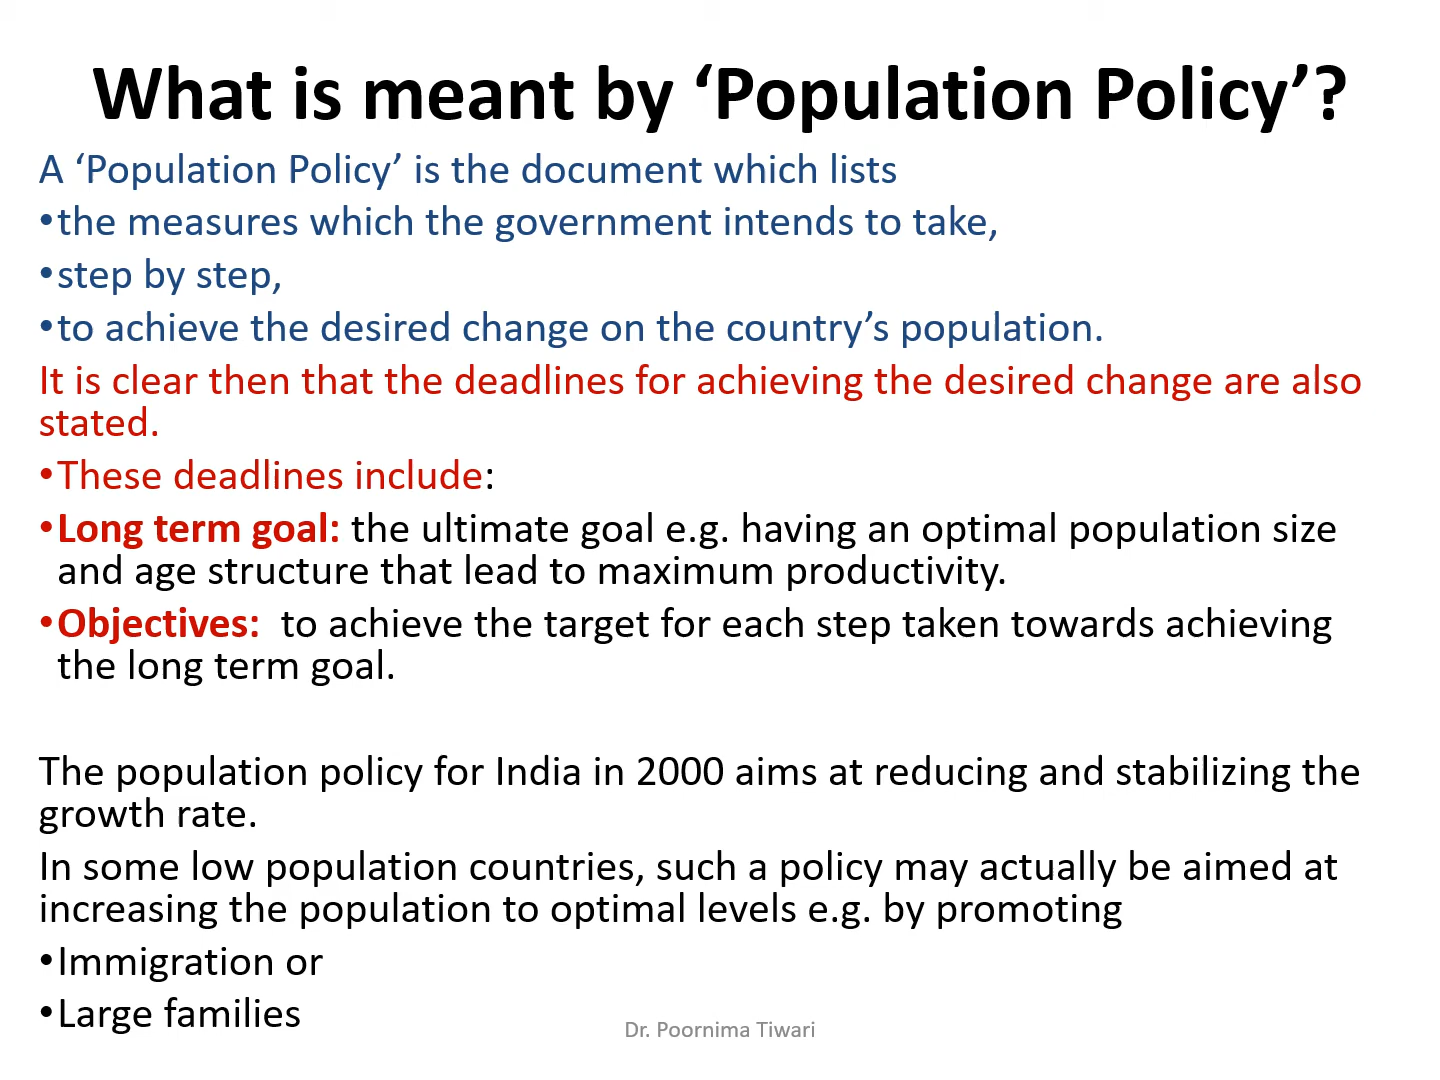 What is meant by ‘Population Policy’?
A ‘Population Policy’ is the document which lists
•the measures which the government intends to take,
•step by step,
•to achieve the desired change on the country’s population.
It is clear then that the deadlines for achieving the desired change are also
stated.
•These deadlines include:
•Long term goal: the ultimate goal e.g. having an optimal population size
and age structure that lead to maximum productivity.
•Objectives:  to achieve the target for each step taken towards achieving
the long term goal.
The population policy for India in 2000 aims at reducing and stabilizing the
growth rate.
In some low population countries, such a policy may actually be aimed at
increasing the population to optimal levels e.g. by promoting
•Immigration or
•Large families
Dr. Poornima Tiwari